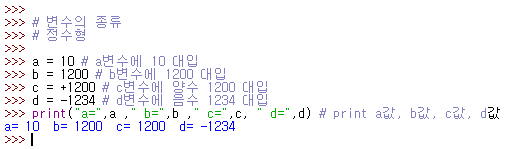 >>>
>>> # 변수의 종류
>>> # 정수형
>>>
>>> a = 10 # a변수에 10 대입
>>> b = 1200 # b변수에 1200 대입
>>> c = +1200 # c변수에 양수 1200 대입
>>> d = -1234 # d변수에 음수 1234 대입
>>> print("a=",a ," b=",b ," c=",c, " d=",d) # print a값, b값, c값, d값
a= 10  b= 1200  c= 1200  d= -1234
>>>